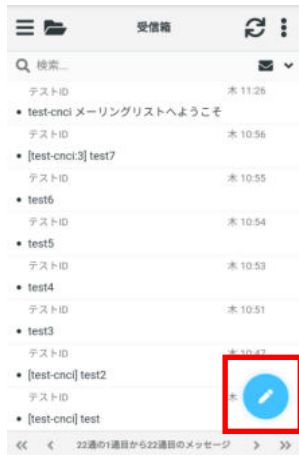 受信箱
検索...
テストID 木 11:26
• test-cnci メーリングリストへようこそ
テストID 木 10:56
• [test-cnci:3] test7
テストID 木 10:55
• test6
テストID 木 10:54
• test5
テストID 木 10:53
• test4
テストID 木 10:51
• test3
テストID 木 10:47
• [test-cnci] test2
テストID 木
• [test-cnci] test
22通の1通目から22通目のメッセージ